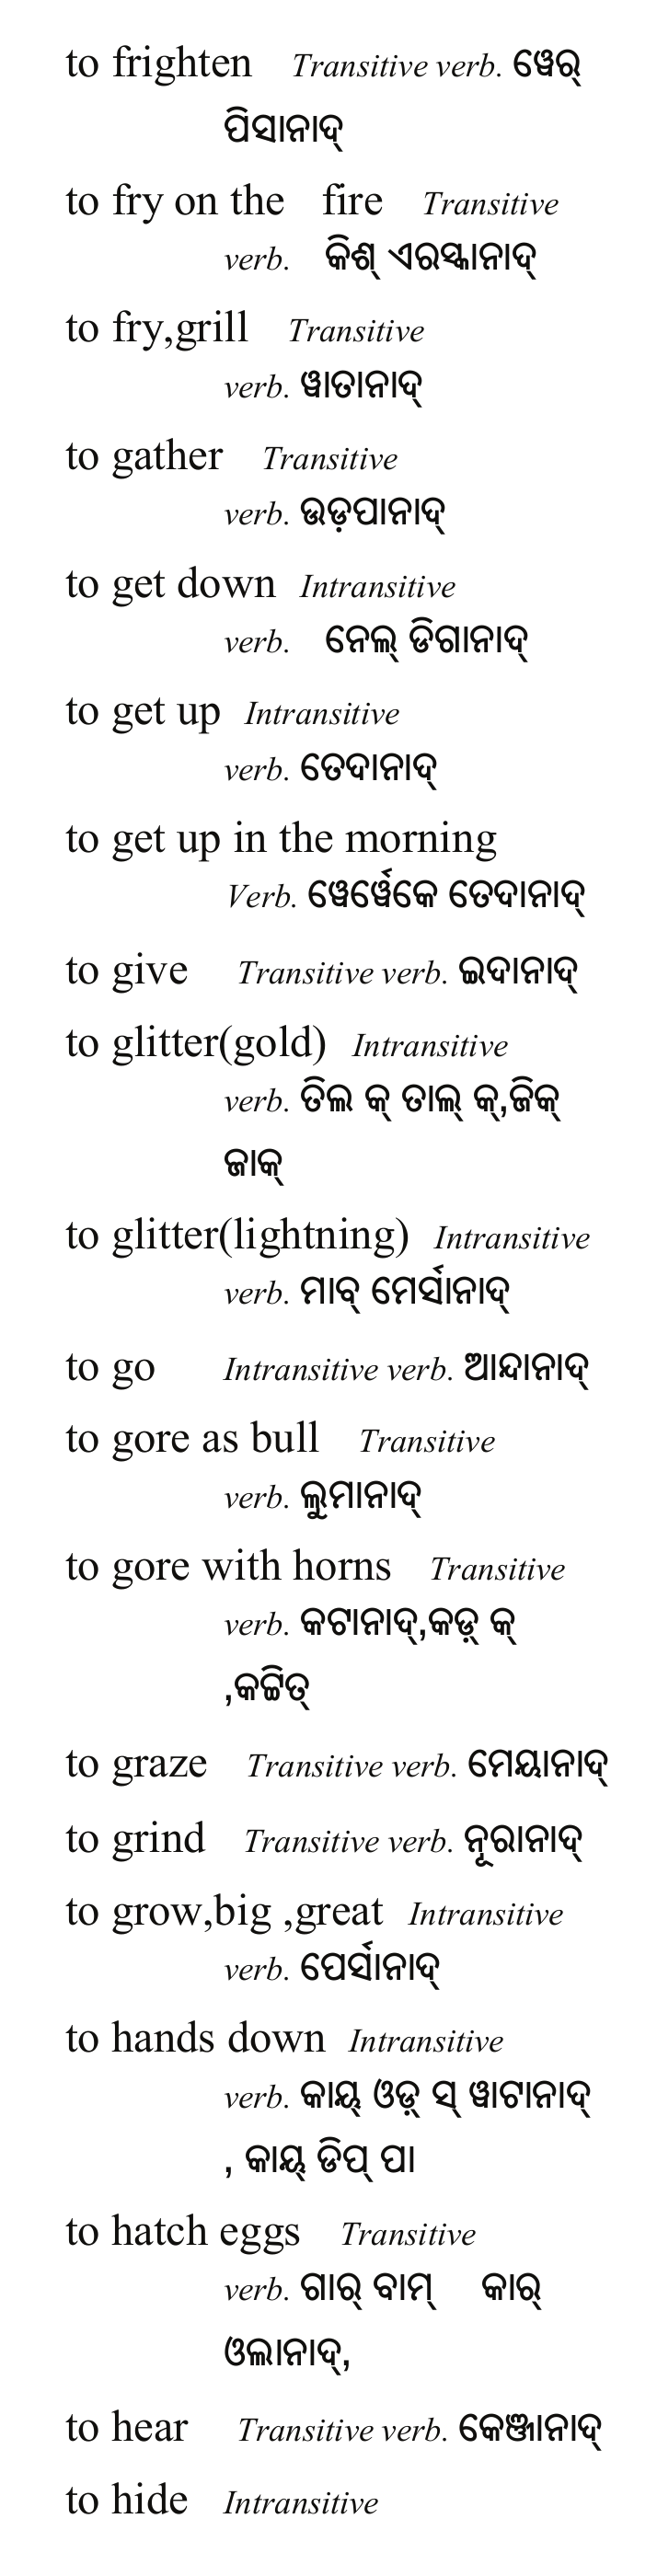 to frighten Transitive verb. ୱେର୍
ପିସାନାଦ୍
to fry on the fire Transitive
verb. କିଶ୍ ଏରସ୍କାନାଦ୍
to fry,grill Transitive
verb. ୱାତାନାଦ୍
to gather Transitive
verb. ଉଡ଼ପାନାଦ୍
to get down Intransitive
verb. ନେଲ୍ ଡିଗାନାଦ୍
to get up Intransitive
verb. ତେଦାନାଦ୍
to get up in the morning
Verb. ୱେର୍ୱେକେ ତେଦାନାଦ୍
to give Transitive verb. ଇଦାନାଦ୍
to glitter(gold) Intransitive
verb. ତିଲ କ୍ ତାଲ୍ କ୍,ଜିକ୍
ଜାକ୍
to glitter(lightning) Intransitive
verb. ମାବ୍ ମେର୍ସାନାଦ୍
to go Intransitive verb. ଆନ୍ଦାନାଦ୍
to gore as bull Transitive
verb. ଲୁମାନାଦ୍
to gore with horns Transitive
verb. କଟାନାଦ୍,କଡ଼୍ କ୍
,କଟ୍ଟିତ୍
to graze Transitive verb. ମେୟାନାଦ୍
to grind Transitive verb. ନୂରାନାଦ୍
to grow,big ,great Intransitive
verb. ପେର୍ସାନାଦ୍
to hands down Intransitive
verb. କାୟ୍ ଓଡ଼୍ ସ୍ ୱାଟାନାଦ୍
, କାୟ୍ ଡିପ୍ ପା
to hatch eggs Transitive
verb. ଗାର୍ ବାମ୍ କାର୍
ଓଲାନାଦ୍,
to hear Transitive verb. କେଞ୍ଜାନାଦ୍
to hide Intransitive